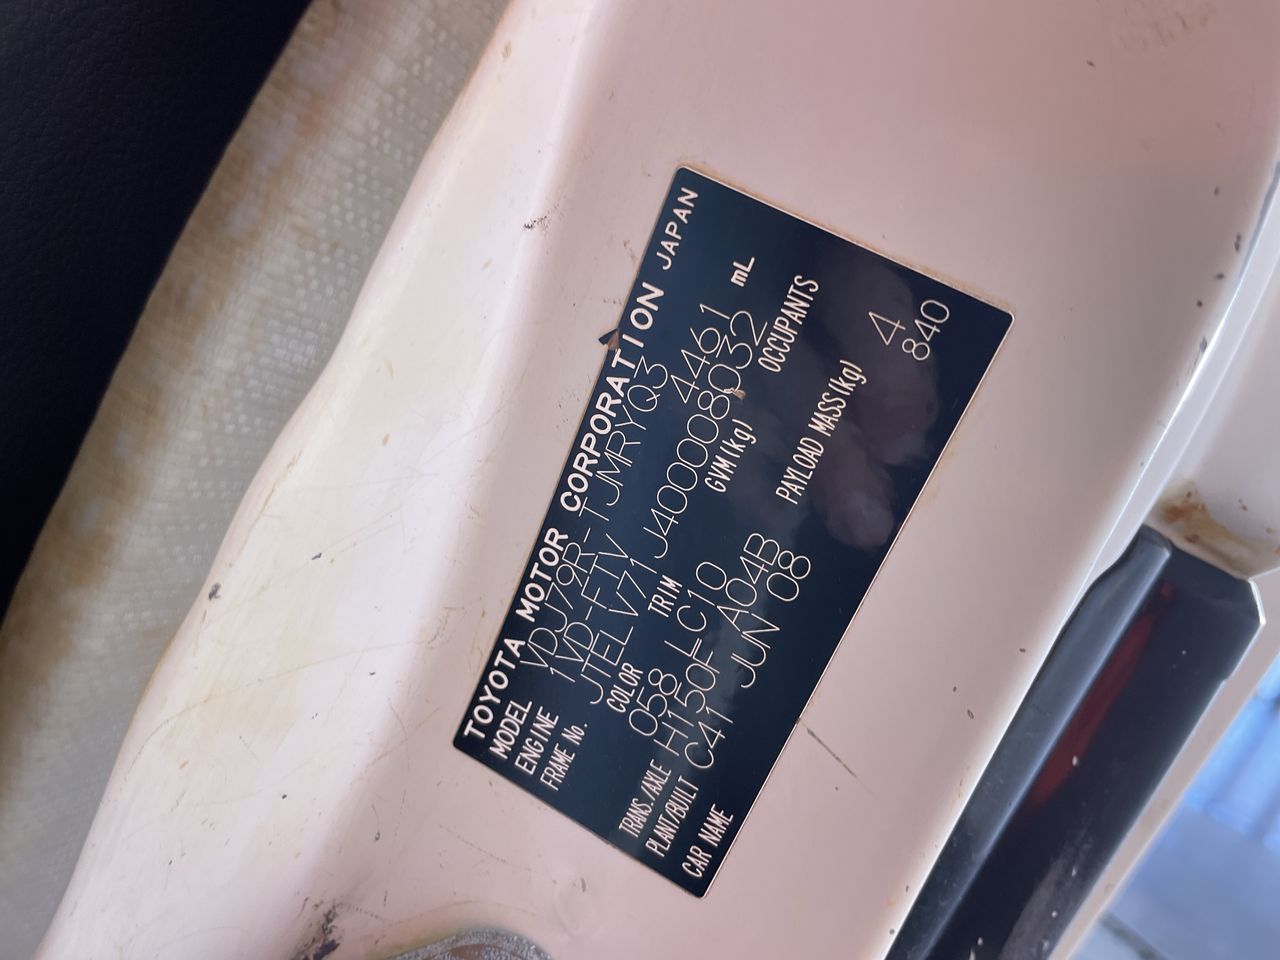 TOYOTA MOTOR CORPORATION JAPAN
MODEL VDJ79R-TJMRYQ3
ENGINE 1VD-FTV 4461 mL
FRAME No. JTELV71J400008032
COLOR TRIM GVM(kg) OCCUPANTS
058 LC10
TRANS./AXLE H150F A04B PAYLOAD MASS(kg) 4
PLANT/BUILT C41 JUN 08 840
CAR NAME